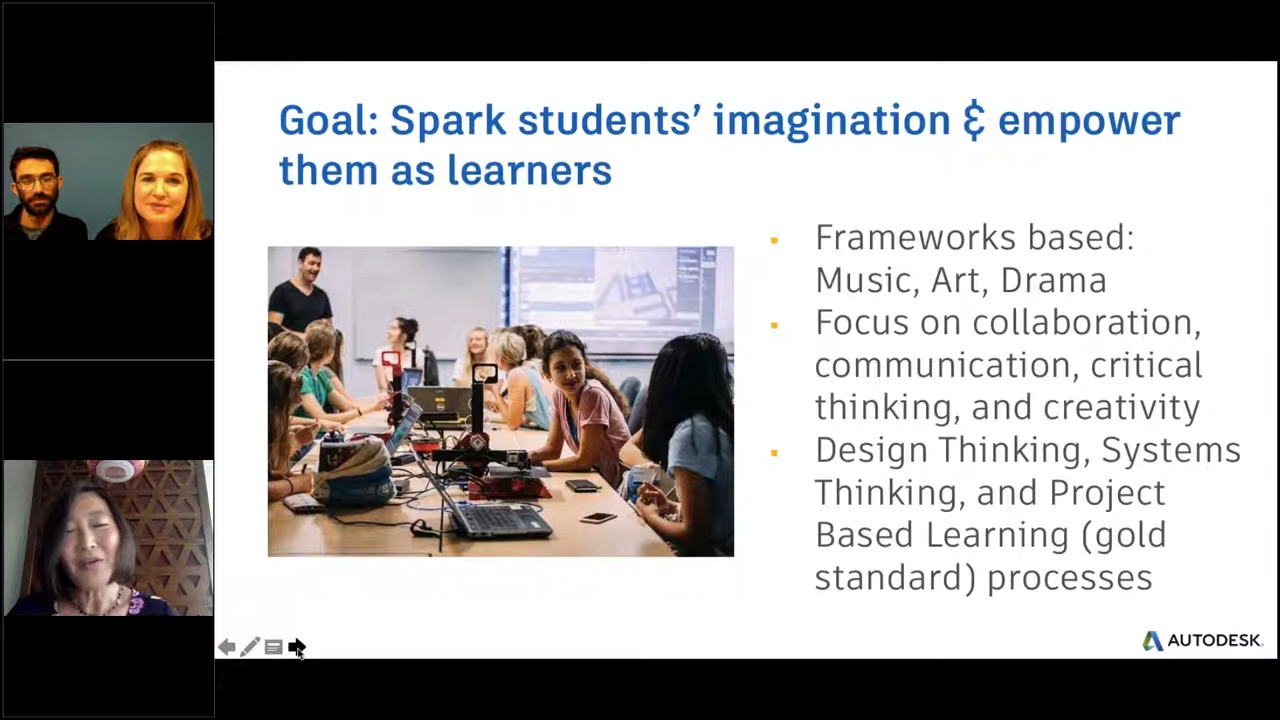 Goal: Spark students’ imagination & empower
them as learners
▪ Frameworks based:
Music, Art, Drama
▪ Focus on collaboration,
communication, critical
thinking, and creativity
▪ Design Thinking, Systems
Thinking, and Project
Based Learning (gold
standard) processes
AUTODESK.